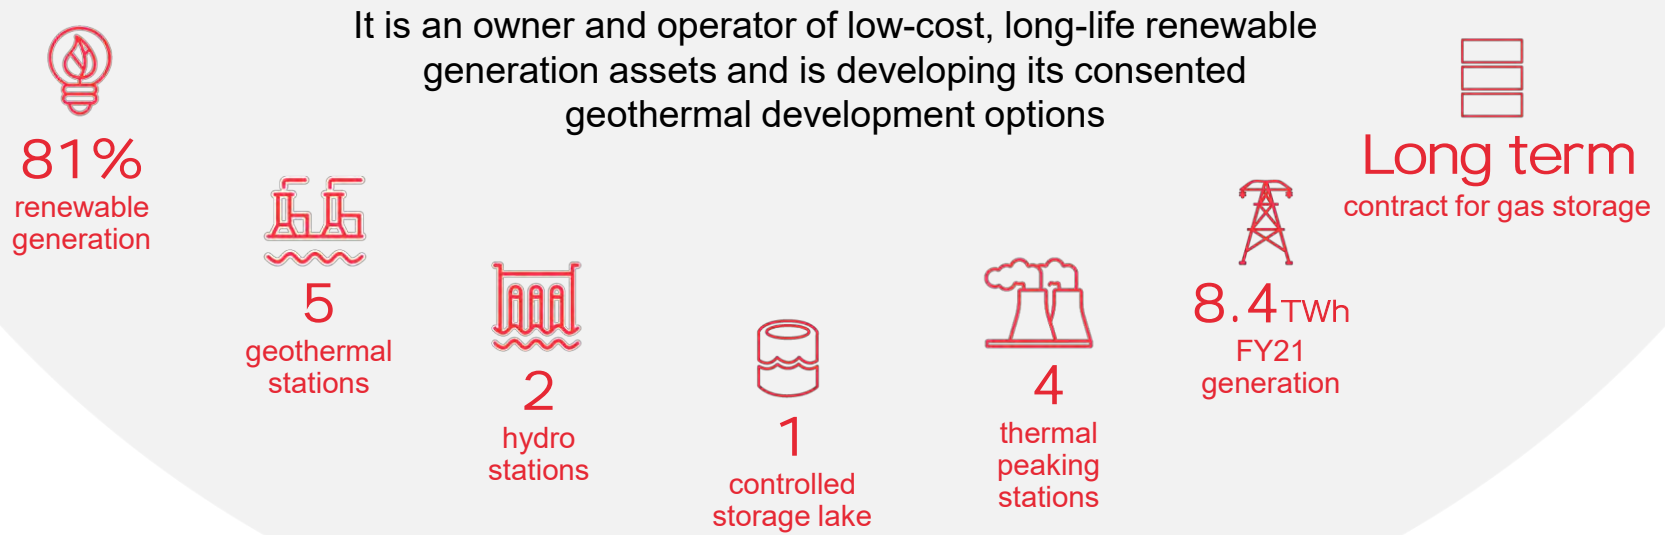 It is an owner and operator of low-cost, long-life renewable
generation assets and is developing its consented
geothermal development options
81%
renewable
generation
5
geothermal
stations
2
hydro
stations
1
controlled
storage lake
4
thermal
peaking
stations
8.4TWh
FY21
generation
Long term
contract for gas storage